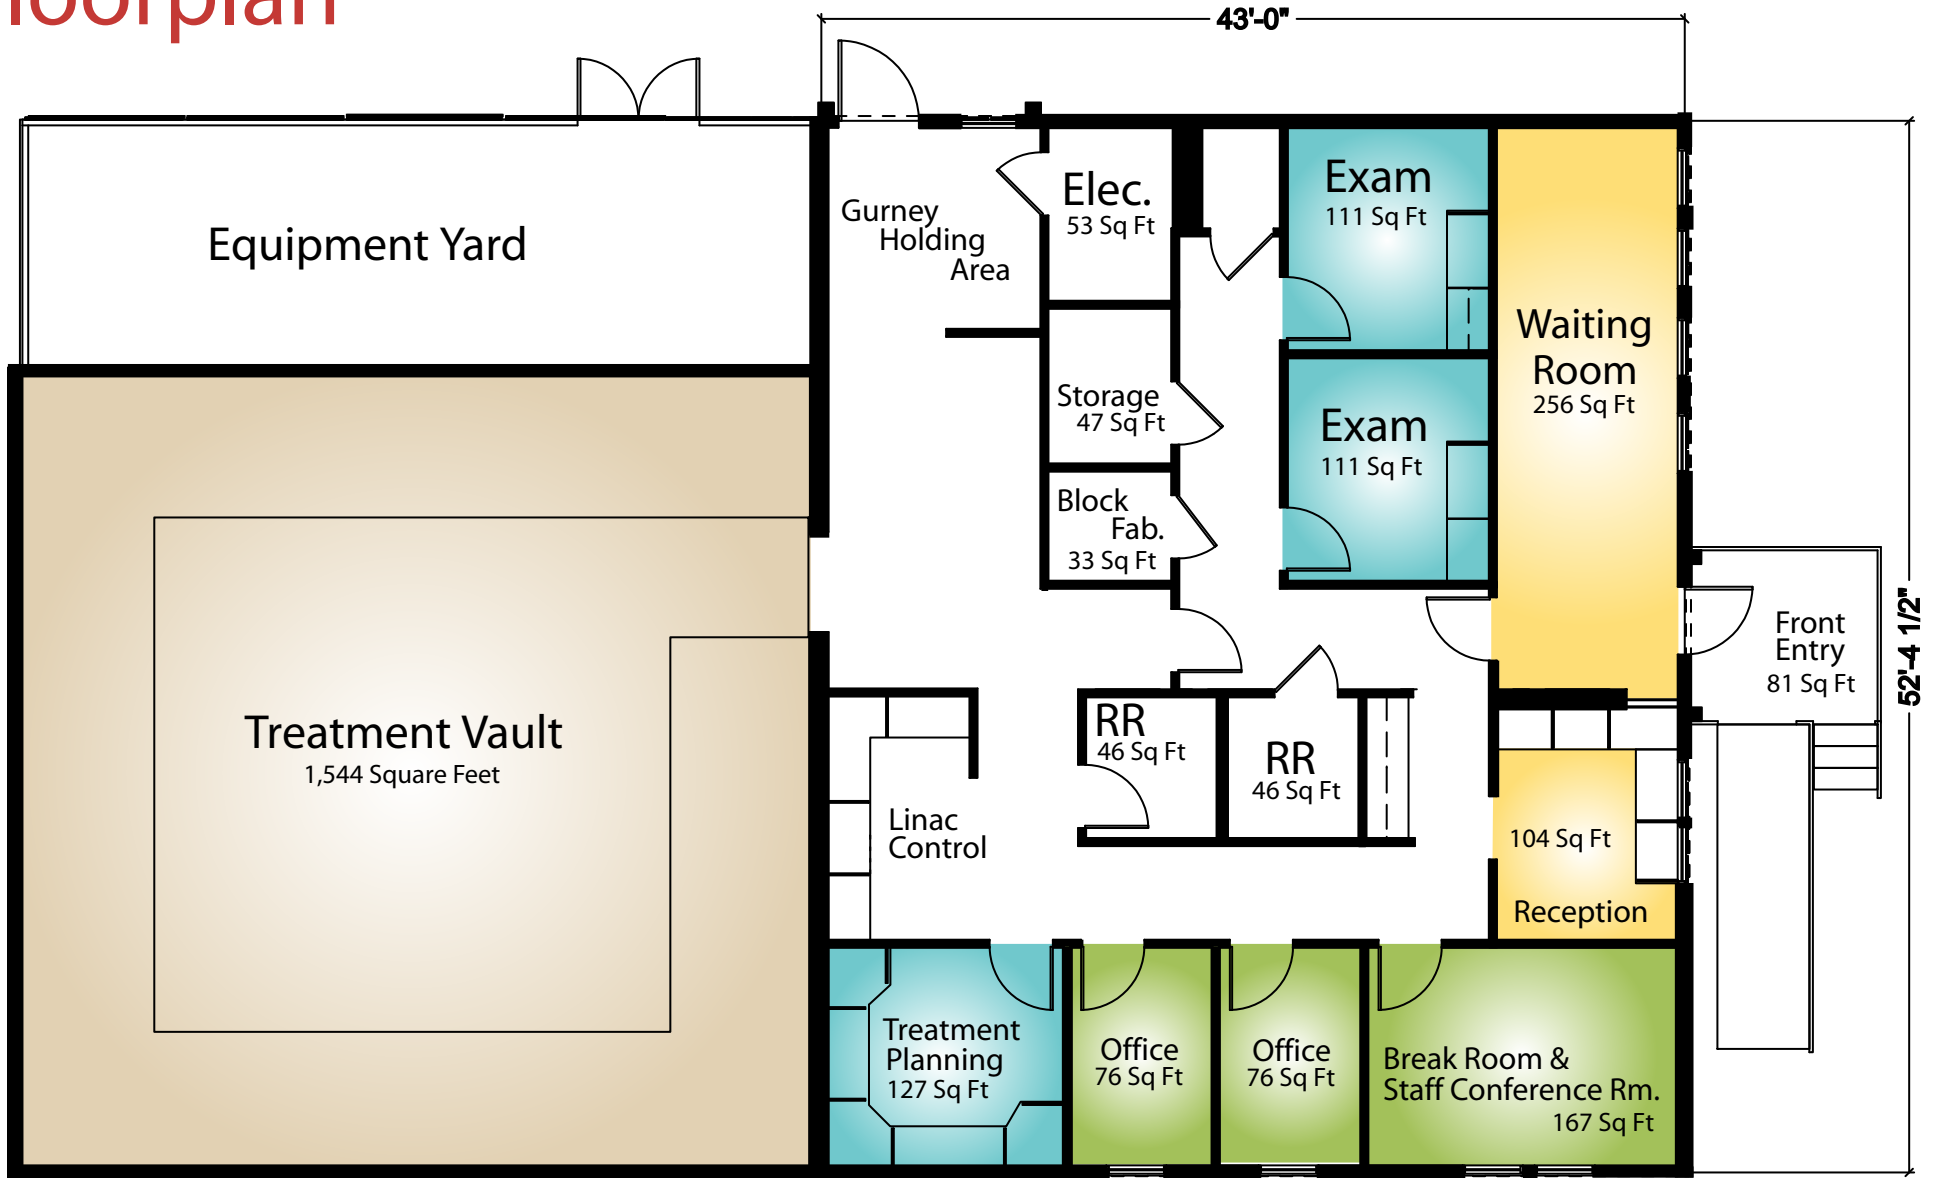 floorplan
43'-0"
Equipment Yard
Gurney
Holding
Area
Elec.
53 Sq Ft
Exam
111 Sq Ft
Waiting
Room
256 Sq Ft
Storage
47 Sq Ft
Exam
111 Sq Ft
Block
Fab.
33 Sq Ft
Front
Entry
81 Sq Ft
52'-4 1/2"
Treatment Vault
1,544 Square Feet
RR
46 Sq Ft
RR
46 Sq Ft
Linac
Control
104 Sq Ft
Reception
Treatment
Planning
127 Sq Ft
Office
76 Sq Ft
Office
76 Sq Ft
Break Room &
Staff Conference Rm.
167 Sq Ft